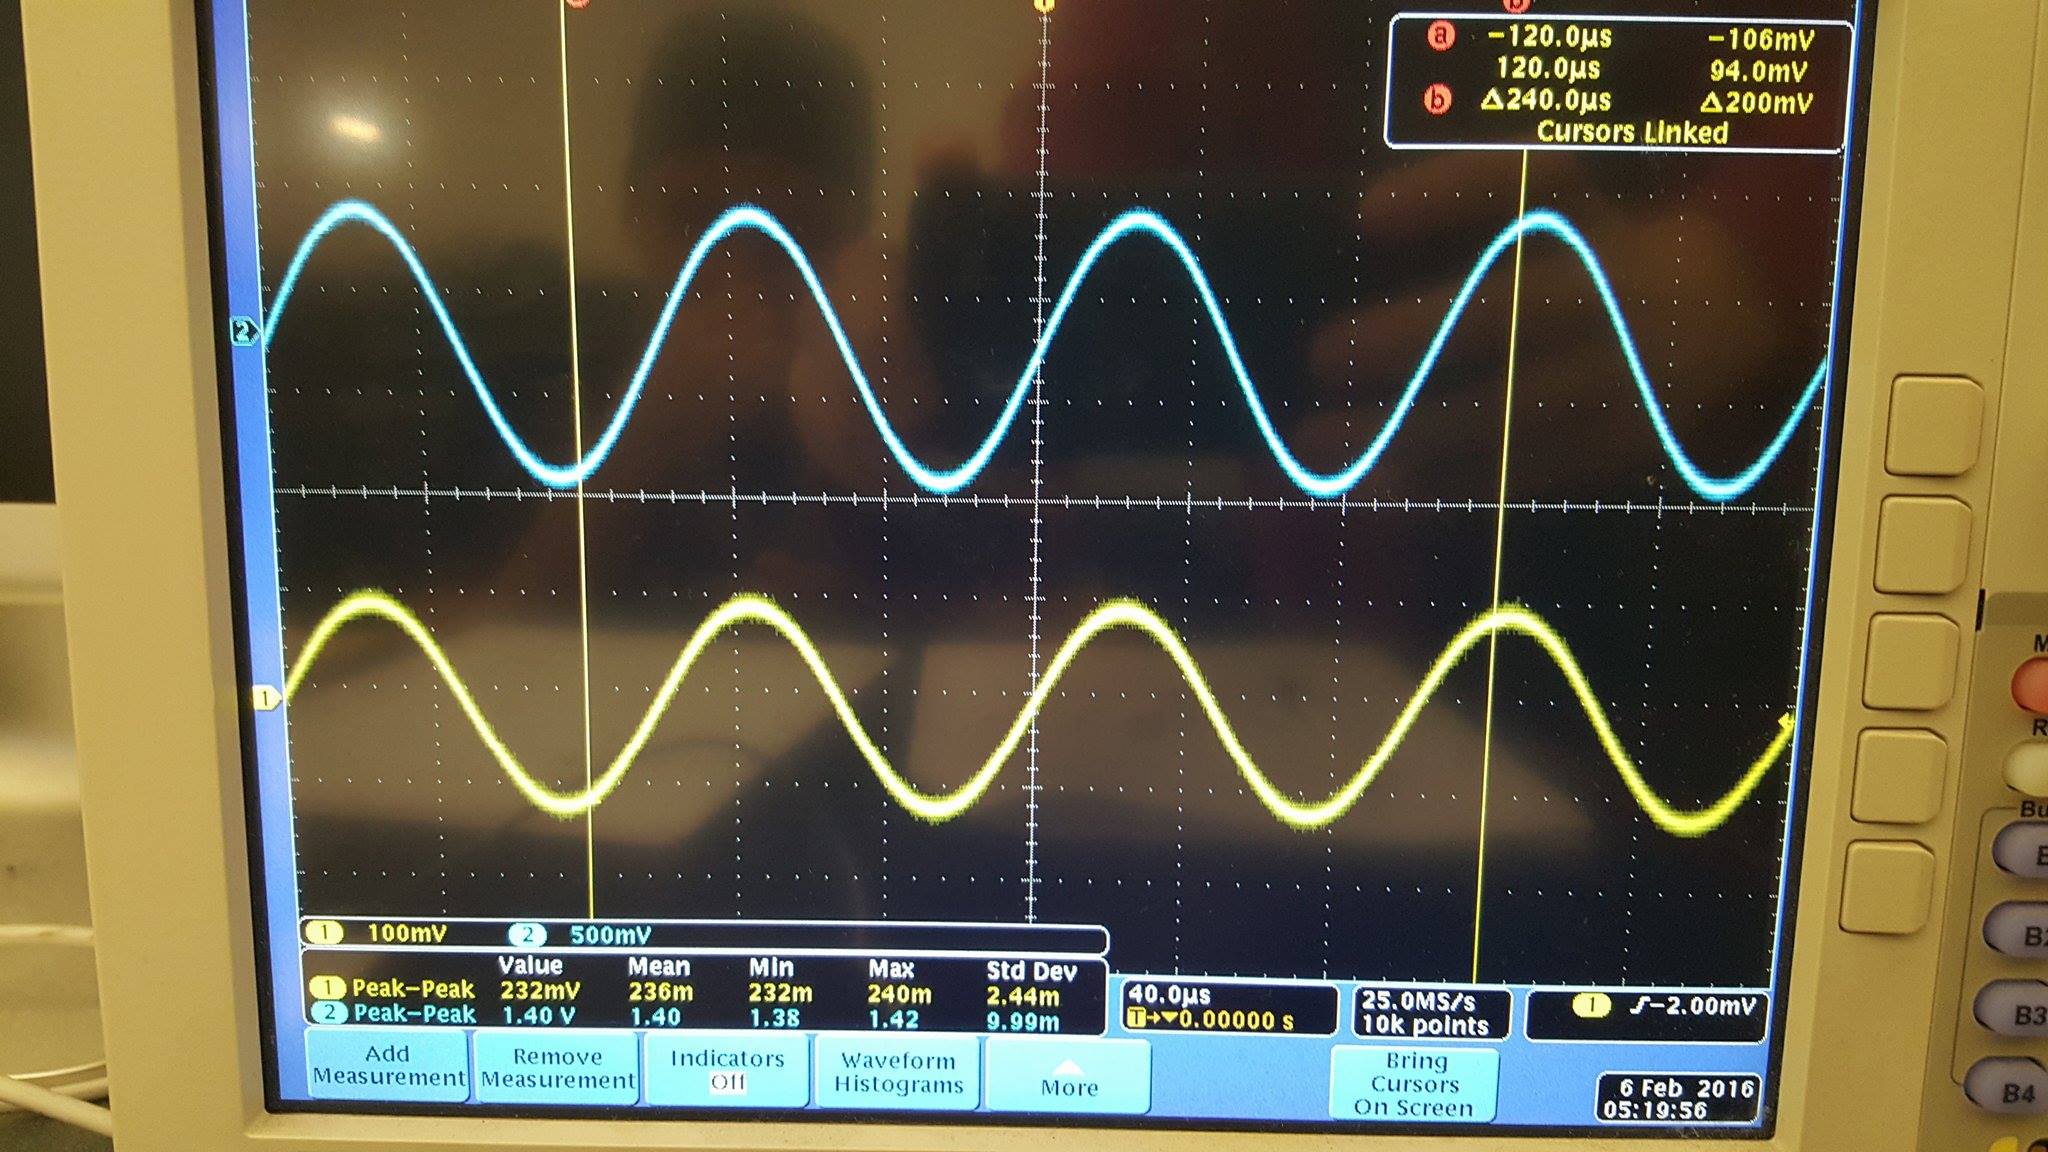 a -120.0µs -106mV
120.0µs 94.0mV
b Δ240.0µs Δ200mV
Cursors Linked
2
1
1 100mV 2 500mV
Value Mean Min Max Std Dev
1 Peak-Peak 232mV 236m 232m 240m 2.44m
2 Peak-Peak 1.40 V 1.40 1.38 1.42 9.99m
40.0µs
T→▼0.00000 s
25.0MS/s
10k points
1 ∫-2.00mV
Add
Measurement
Remove
Measurement
Indicators
Off
Waveform
Histograms
More
Bring
Cursors
On Screen
6 Feb 2016
05:19:56
M
R
Bu
B2
B3
B4